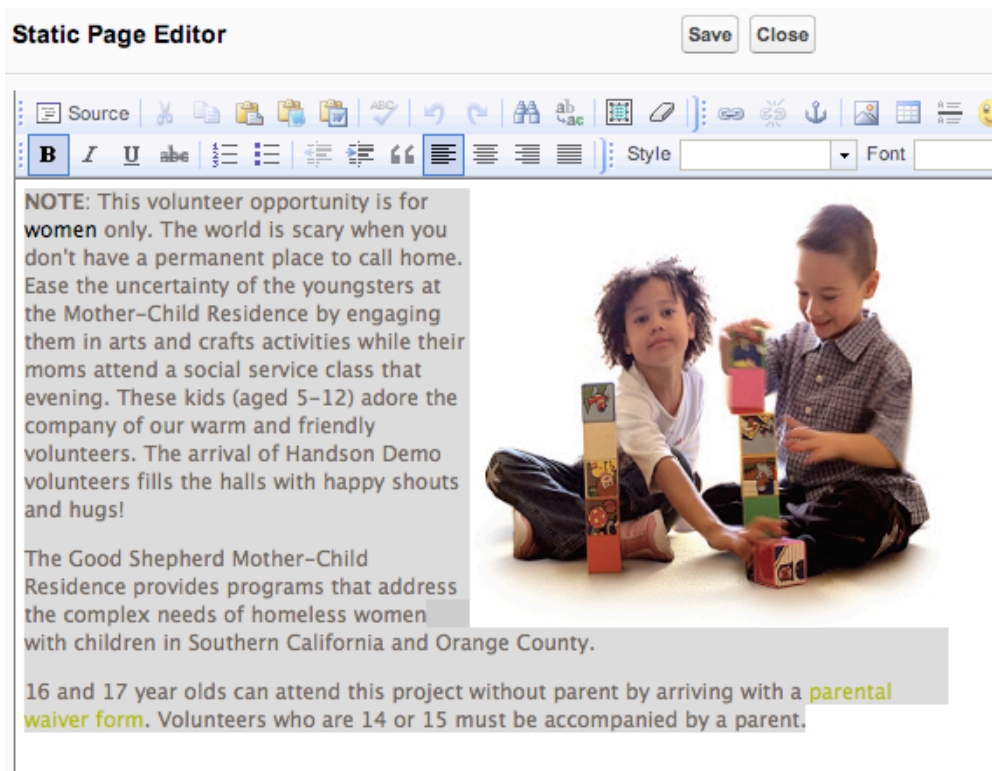 Static Page Editor
Save Close
Source
ABC
ab
ac
W
B I U abc Style Font
NOTE: This volunteer opportunity is for
women only. The world is scary when you
don't have a permanent place to call home.
Ease the uncertainty of the youngsters at
the Mother–Child Residence by engaging
them in arts and crafts activities while their
moms attend a social service class that
evening. These kids (aged 5–12) adore the
company of our warm and friendly
volunteers. The arrival of Handson Demo
volunteers fills the halls with happy shouts
and hugs!
The Good Shepherd Mother–Child
Residence provides programs that address
the complex needs of homeless women
with children in Southern California and Orange County.
16 and 17 year olds can attend this project without parent by arriving with a parental
waiver form. Volunteers who are 14 or 15 must be accompanied by a parent.